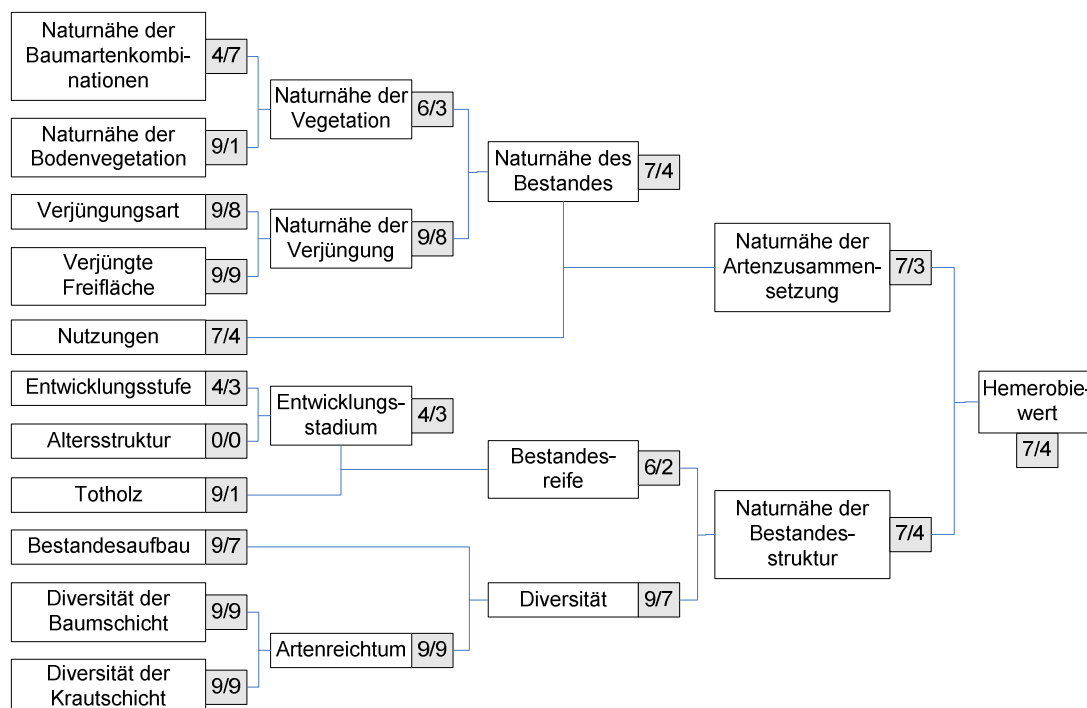 Naturnähe der
Baumartenkombi-
nationen
4/7
Naturnähe der
Bodenvegetation
9/1
Verjüngungsart
9/8
Verjüngte
Freifläche
9/9
Nutzungen
7/4
Entwicklungsstufe
4/3
Altersstruktur
0/0
Totholz
9/1
Bestandesaufbau
9/7
Diversität der
Baumschicht
9/9
Diversität der
Krautschicht
9/9
Naturnähe der
Vegetation
6/3
Naturnähe der
Verjüngung
9/8
Entwicklungs-
stadium
4/3
Artenreichtum
9/9
Naturnähe des
Bestandes
7/4
Bestandes-
reife
6/2
Diversität
9/7
Naturnähe der
Artenzusammen-
setzung
7/3
Naturnähe der
Bestandes-
struktur
7/4
Hemerobie-
wert
7/4